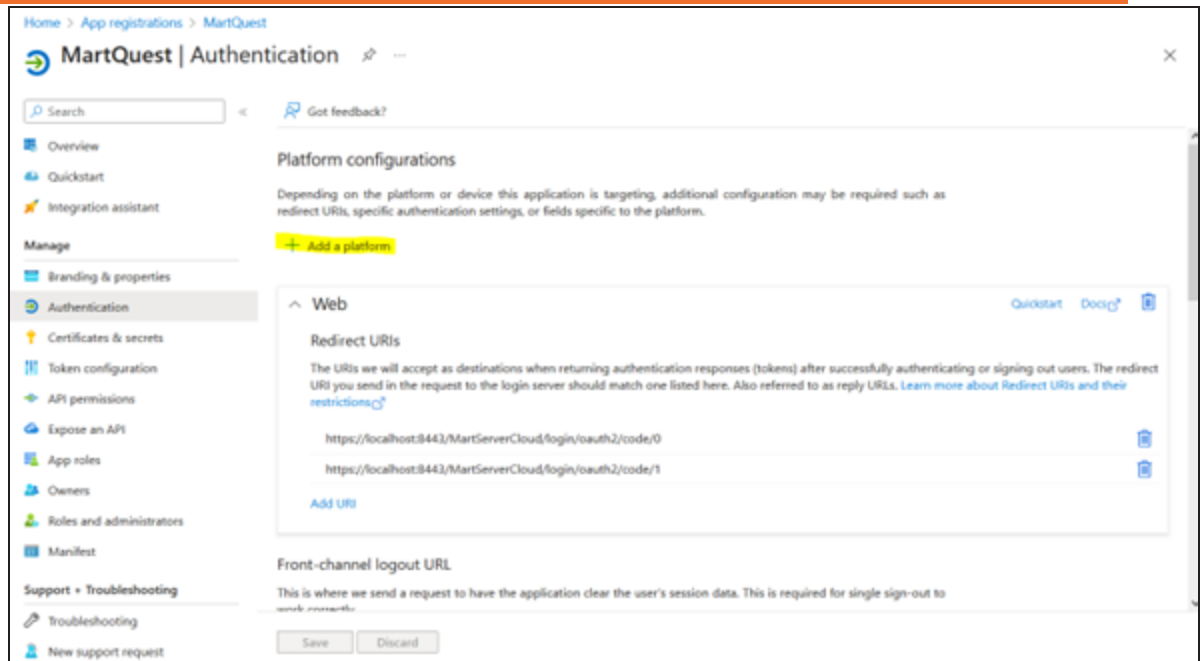 Home > App registrations > MartQuest
MartQuest | Authentication
Search
Got feedback?
Overview
Quickstart
Integration assistant
Manage
Branding & properties
Authentication
Certificates & secrets
Token configuration
API permissions
Expose an API
App roles
Owners
Roles and administrators
Manifest
Support + Troubleshooting
Troubleshooting
New support request
Platform configurations
Depending on the platform or device this application is targeting, additional configuration may be required such as
redirect URIs, specific authentication settings, or fields specific to the platform.
+ Add a platform
Web
Quickstart Docs
Redirect URIs
The URIs we will accept as destinations when returning authentication responses (tokens) after successfully authenticating or signing out users. The redirect
URI you send in the request to the login server should match one listed here. Also referred to as reply URLs. Learn more about Redirect URIs and their
restrictions
https://localhost:8443/MartServerCloud/login/oauth2/code/0
https://localhost:8443/MartServerCloud/login/oauth2/code/1
Add URI
Front-channel logout URL
This is where we send a request to have the application clear the user's session data. This is required for single sign-out to
work correctly.
Save Discard